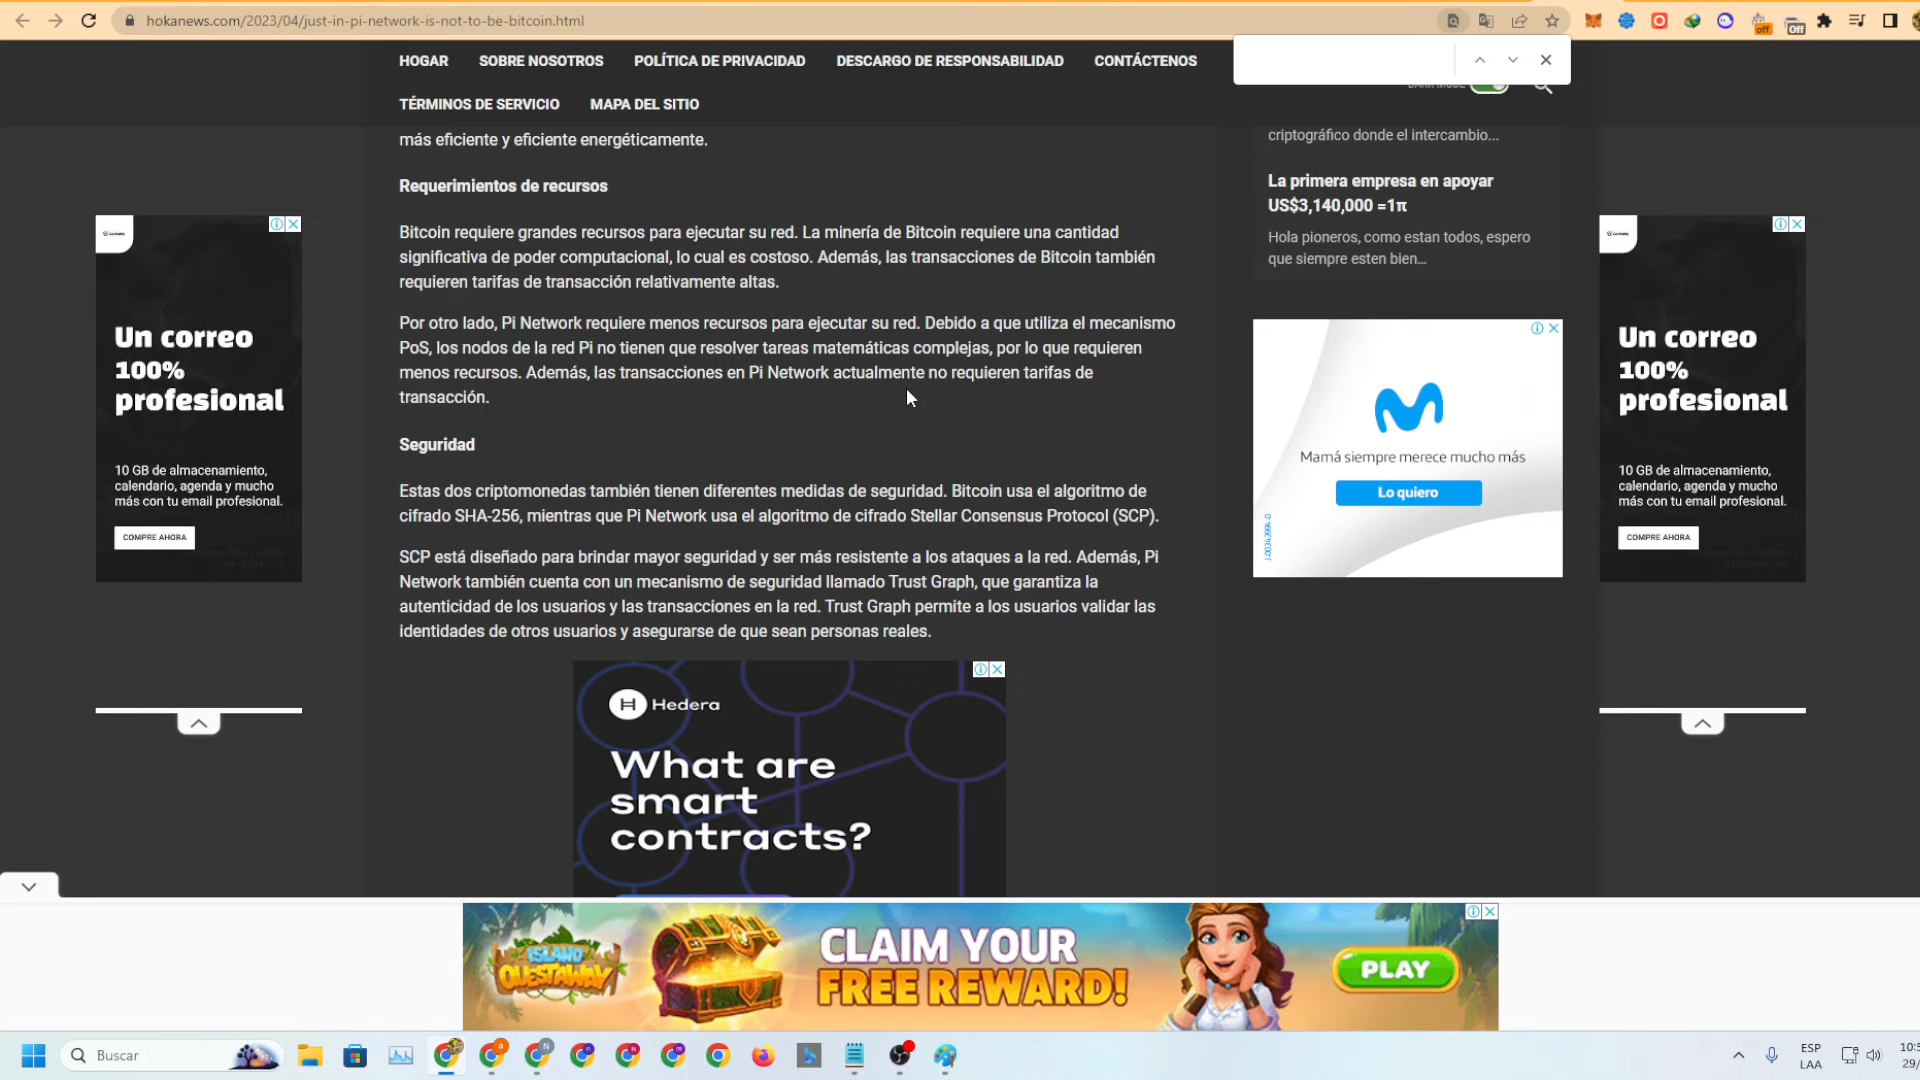 hokanews.com/2023/04/just-in-pi-network-is-not-to-be-bitcoin.html
off
Off
HOGAR
SOBRE NOSOTROS
POLÍTICA DE PRIVACIDAD
DESCARGO DE RESPONSABILIDAD
CONTÁCTENOS
TÉRMINOS DE SERVICIO
MAPA DEL SITIO
más eficiente y eficiente energéticamente.
Requerimientos de recursos
Bitcoin requiere grandes recursos para ejecutar su red. La minería de Bitcoin requiere una cantidad
significativa de poder computacional, lo cual es costoso. Además, las transacciones de Bitcoin también
requieren tarifas de transacción relativamente altas.
Por otro lado, Pi Network requiere menos recursos para ejecutar su red. Debido a que utiliza el mecanismo
PoS, los nodos de la red Pi no tienen que resolver tareas matemáticas complejas, por lo que requieren
menos recursos. Además, las transacciones en Pi Network actualmente no requieren tarifas de
transacción.
Seguridad
Estas dos criptomonedas también tienen diferentes medidas de seguridad. Bitcoin usa el algoritmo de
cifrado SHA-256, mientras que Pi Network usa el algoritmo de cifrado Stellar Consensus Protocol (SCP).
SCP está diseñado para brindar mayor seguridad y ser más resistente a los ataques a la red. Además, Pi
Network también cuenta con un mecanismo de seguridad llamado Trust Graph, que garantiza la
autenticidad de los usuarios y las transacciones en la red. Trust Graph permite a los usuarios validar las
identidades de otros usuarios y asegurarse de que sean personas reales.
criptográfico donde el intercambio...
La primera empresa en apoyar
US$3,140,000 =1π
Hola pioneros, como estan todos, espero
que siempre esten bien...
Un correo
100%
profesional
10 GB de almacenamiento,
calendario, agenda y mucho
más con tu email profesional.
COMPRE AHORA
Mamá siempre merece mucho más
Lo quiero
J-00343994-0
Un correo
100%
profesional
10 GB de almacenamiento,
calendario, agenda y mucho
más con tu email profesional.
COMPRE AHORA
H Hedera
What are
smart
contracts?
ISLAND
QUESTAWAY
CLAIM YOUR
FREE REWARD!
PLAY
Buscar
ESP
LAA
10:5
29/